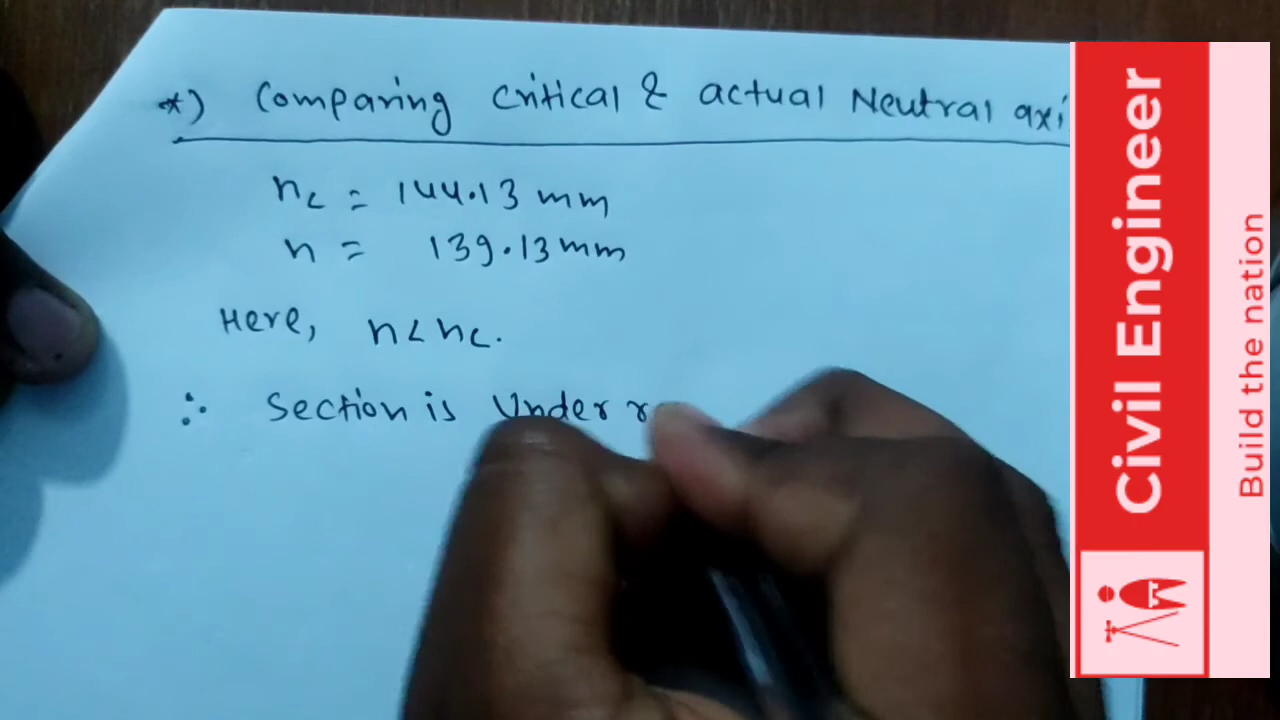 *) Comparing critical & actual Neutral axi
nc = 144.13 mm
n = 139.13 mm
Here, n < nc.
∴ Section is Under r
Civil Engineer
Build the nation